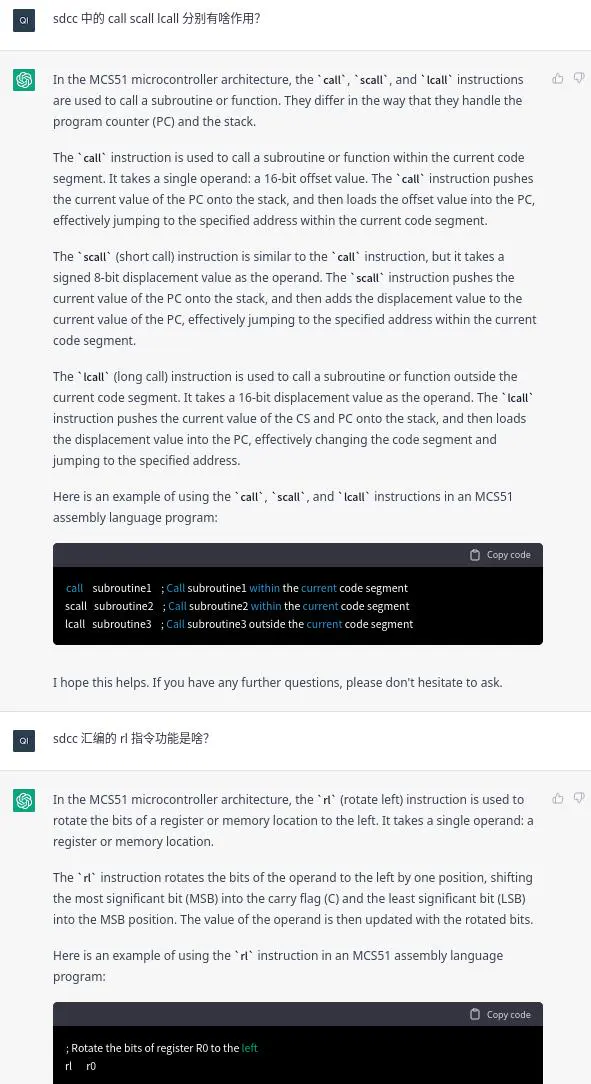 QI
sdcc 中的 call scall lcall 分别有啥作用?
In the MCS51 microcontroller architecture, the `call`, `scall`, and `lcall` instructions
are used to call a subroutine or function. They differ in the way that they handle the
program counter (PC) and the stack.
The `call` instruction is used to call a subroutine or function within the current code
segment. It takes a single operand: a 16-bit offset value. The `call` instruction pushes
the current value of the PC onto the stack, and then loads the offset value into the PC,
effectively jumping to the specified address within the current code segment.
The `scall` (short call) instruction is similar to the `call` instruction, but it takes a
signed 8-bit displacement value as the operand. The `scall` instruction pushes the
current value of the PC onto the stack, and then adds the displacement value to the
current value of the PC, effectively jumping to the specified address within the current
code segment.
The `lcall` (long call) instruction is used to call a subroutine or function outside the
current code segment. It takes a 16-bit displacement value as the operand. The `lcall`
instruction pushes the current value of the CS and PC onto the stack, and then loads
the displacement value into the PC, effectively changing the code segment and
jumping to the specified address.
Here is an example of using the `call`, `scall`, and `lcall` instructions in an MCS51
assembly language program:
Copy code
call subroutine1 ; Call subroutine1 within the current code segment
scall subroutine2 ; Call subroutine2 within the current code segment
lcall subroutine3 ; Call subroutine3 outside the current code segment
I hope this helps. If you have any further questions, please don't hesitate to ask.
QI
sdcc 汇编的 rl 指令功能是啥?
In the MCS51 microcontroller architecture, the `rl` (rotate left) instruction is used to
rotate the bits of a register or memory location to the left. It takes a single operand: a
register or memory location.
The `rl` instruction rotates the bits of the operand to the left by one position, shifting
the most significant bit (MSB) into the carry flag (C) and the least significant bit (LSB)
into the MSB position. The value of the operand is then updated with the rotated bits.
Here is an example of using the `rl` instruction in an MCS51 assembly language
program:
Copy code
; Rotate the bits of register R0 to the left
rl r0